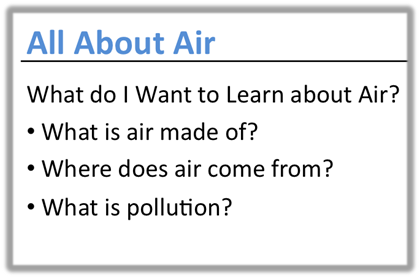 All About Air
What do I Want to Learn about Air?
• What is air made of?
• Where does air come from?
• What is pollution?